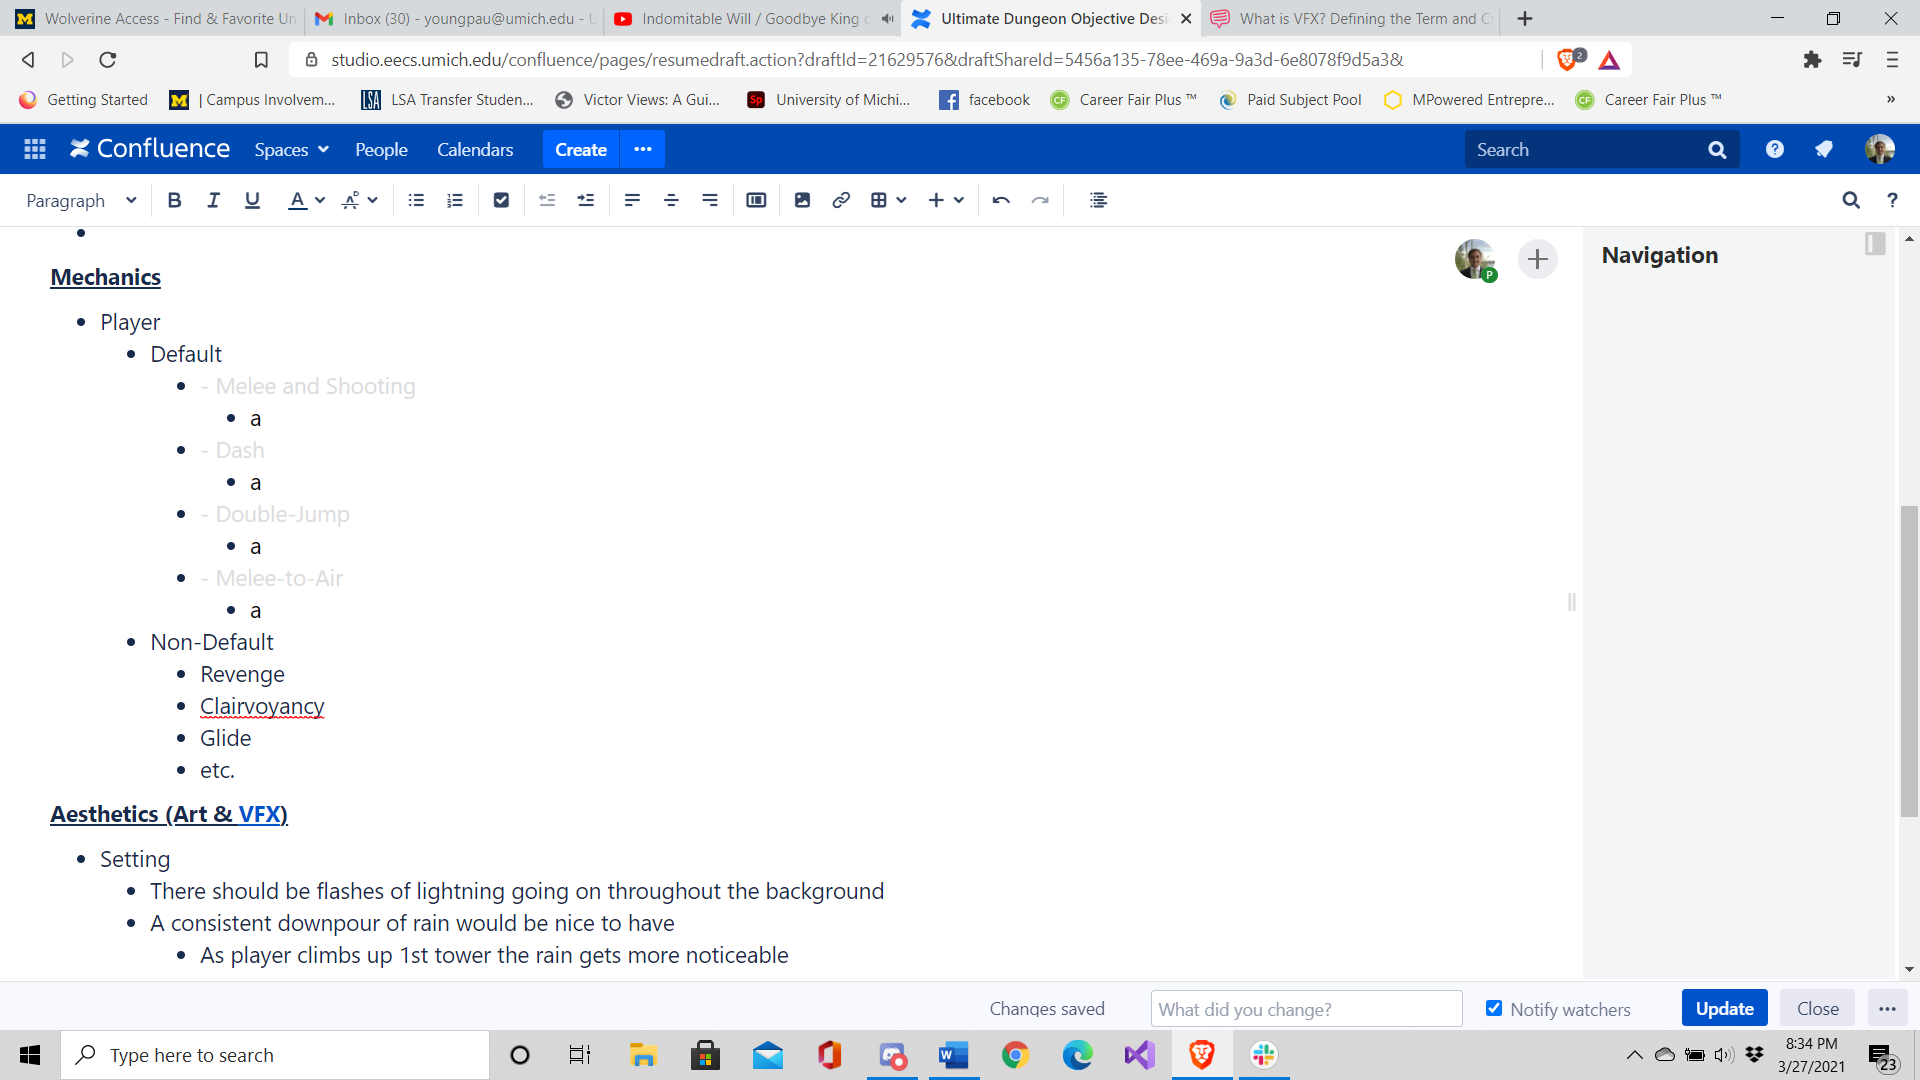 Wolverine Access - Find & Favorite Un
Inbox (30) - youngpau@umich.edu - U
Indomitable Will / Goodbye King o
Ultimate Dungeon Objective Desi
What is VFX? Defining the Term and C
studio.eecs.umich.edu/confluence/pages/resumedraft.action?draftId=21629576&draftShareId=5456a135-78ee-469a-9a3d-6e8078f9d5a3&
2
Getting Started
| Campus Involvem...
LSA Transfer Studen...
Victor Views: A Gui...
University of Michi...
facebook
Career Fair Plus ™
Paid Subject Pool
MPowered Entrepre...
Career Fair Plus ™
»
Confluence
Spaces
People
Calendars
Create
Search
Paragraph
B I U A
Navigation
P
Mechanics
• Player
• Default
• - Melee and Shooting
• a
• - Dash
• a
• - Double-Jump
• a
• - Melee-to-Air
• a
• Non-Default
• Revenge
• Clairvoyancy
• Glide
• etc.
Aesthetics (Art & VFX)
• Setting
• There should be flashes of lightning going on throughout the background
• A consistent downpour of rain would be nice to have
• As player climbs up 1st tower the rain gets more noticeable
Changes saved
What did you change?
Notify watchers
Update
Close
Type here to search
8:34 PM
3/27/2021
23